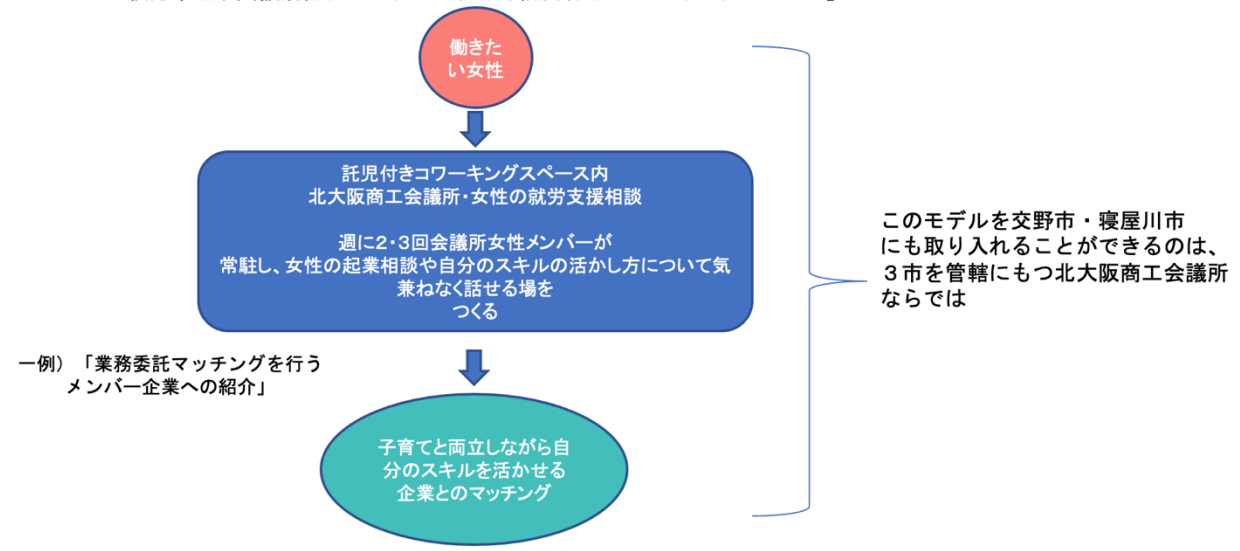 働きた
い女性
託児付きコワーキングスペース内
北大阪商工会議所・女性の就労支援相談
週に2・3回会議所女性メンバーが
常駐し、女性の起業相談や自分のスキルの活かし方について気
兼ねなく話せる場を
つくる
このモデルを交野市・寝屋川市
にも取り入れることができるのは、
３市を管轄にもつ北大阪商工会議所
ならでは
一例）「業務委託マッチングを行う
メンバー企業への紹介」
子育てと両立しながら自
分のスキルを活かせる
企業とのマッチング